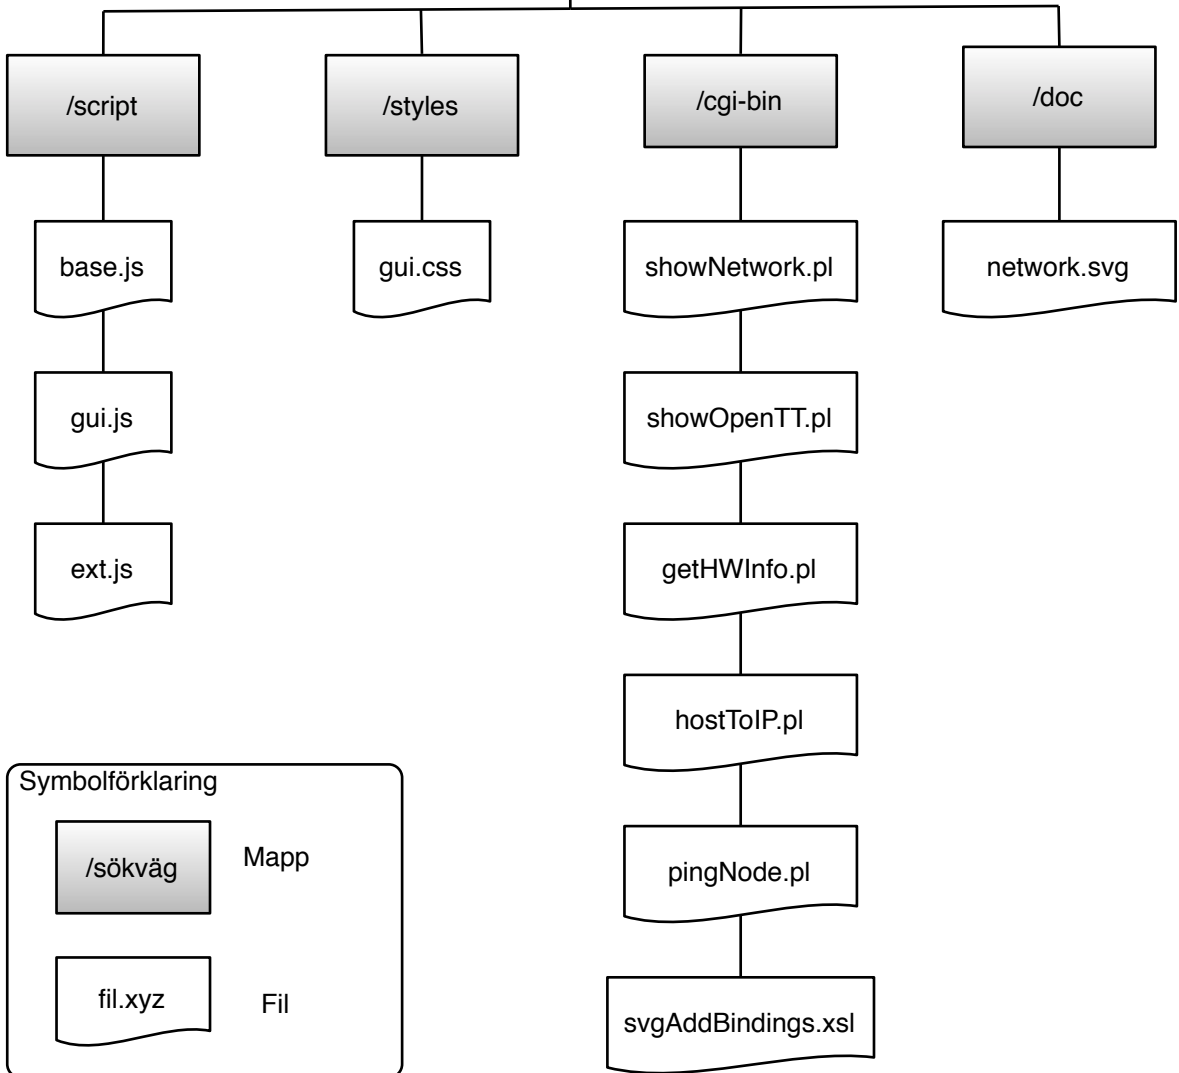 /script
/styles
/cgi-bin
/doc
base.js
gui.css
showNetwork.pl
network.svg
gui.js
showOpenTT.pl
ext.js
getHWInfo.pl
hostToIP.pl
pingNode.pl
svgAddBindings.xsl
Symbolförklaring
/sökväg
Mapp
fil.xyz
Fil